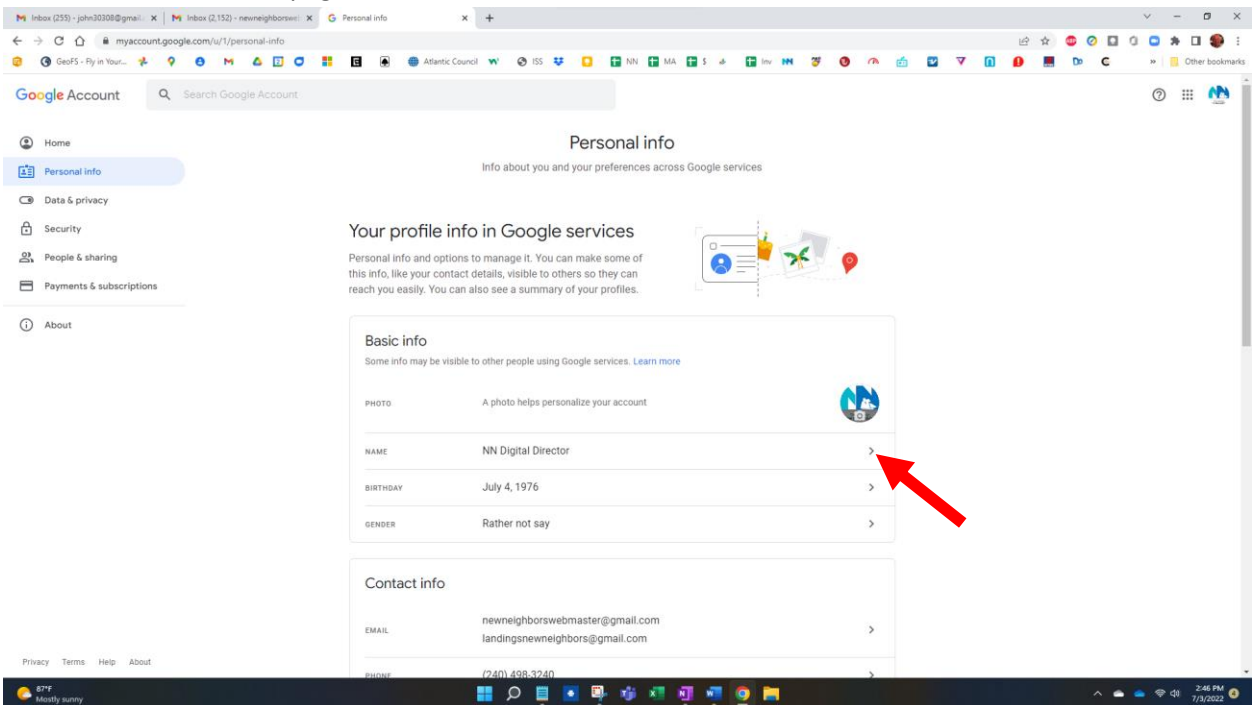 Inbox (255) - john30308@gmail.
Inbox (2,152) - newneighborswel
Personal info
myaccount.google.com/u/1/personal-info
GeoFS - Fly in Your...
Atlantic Council
ISS
NN
MA
$
Inv
Other bookmarks
Google Account
Search Google Account
Home
Personal info
Data & privacy
Security
People & sharing
Payments & subscriptions
About
Personal info
Info about you and your preferences across Google services
Your profile info in Google services
Personal info and options to manage it. You can make some of
this info, like your contact details, visible to others so they can
reach you easily. You can also see a summary of your profiles.
Basic info
Some info may be visible to other people using Google services. Learn more
PHOTO A photo helps personalize your account
NAME NN Digital Director
BIRTHDAY July 4, 1976
GENDER Rather not say
Contact info
EMAIL
newneighborswebmaster@gmail.com
landingsnewneighbors@gmail.com
PHONE (240) 498-3240
Privacy Terms Help About
87°F
Mostly sunny
2:46 PM
7/3/2022